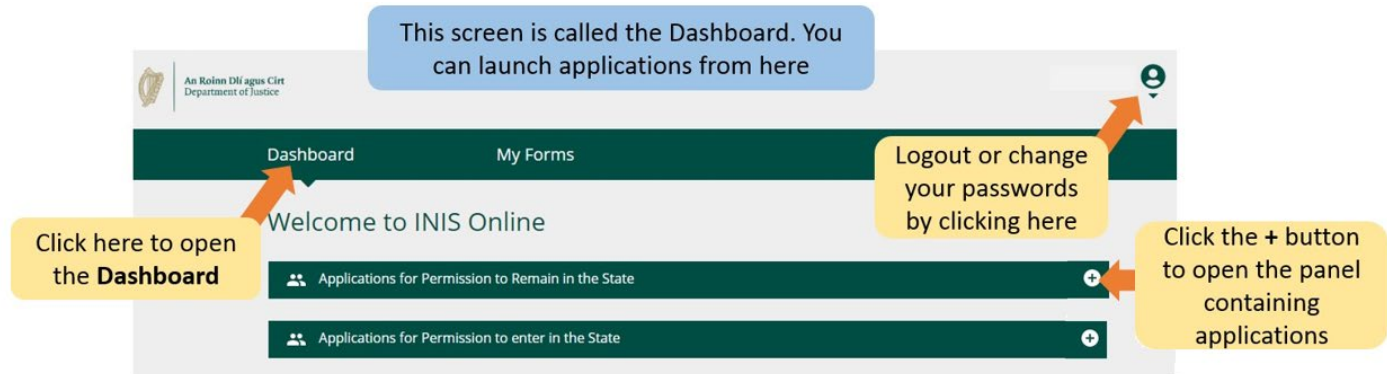 This screen is called the Dashboard. You
can launch applications from here
An Roinn Dlí agus Cirt
Department of Justice
Dashboard
My Forms
Logout or change
your passwords
by clicking here
Welcome to INIS Online
Click here to open
the Dashboard
Click the + button
to open the panel
containing
applications
Applications for Permission to Remain in the State
Applications for Permission to enter in the State